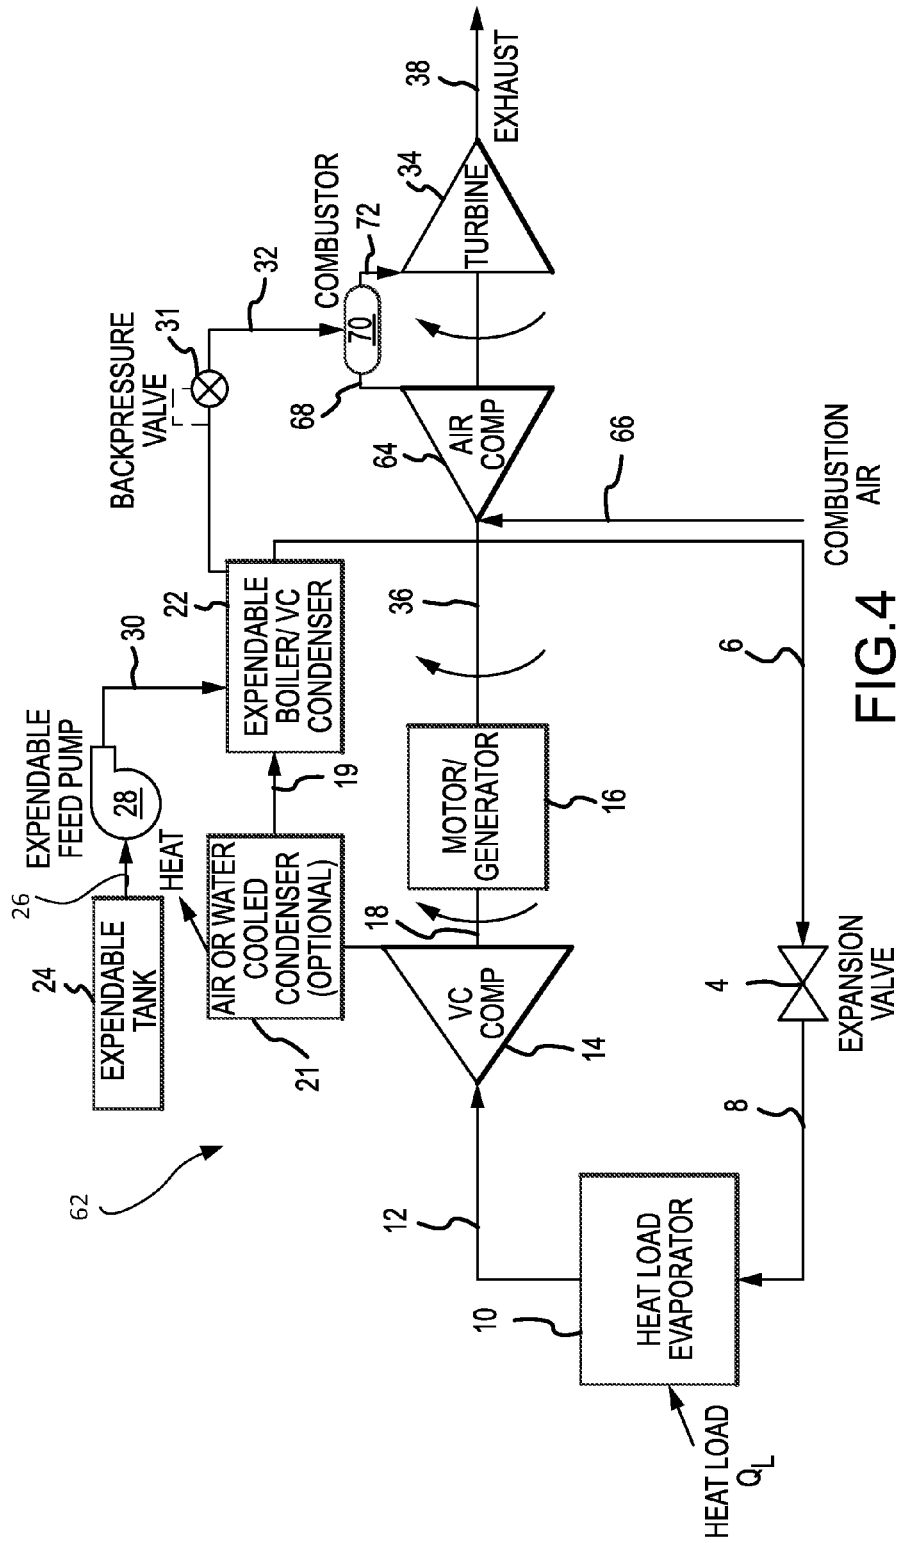 62
24
EXPENDABLE
TANK
26
EXPENDABLE
FEED PUMP
28
30
HEAT
AIR OR WATER
COOLED
CONDENSER
(OPTIONAL)
21
19
22
EXPENDABLE
BOILER/ VC
CONDENSER
BACKPRESSURE
VALVE
31
32
COMBUSTOR
70
72
68
34
TURBINE
38
EXHAUST
64
AIR
COMP
66
COMBUSTION
AIR
36
MOTOR/
GENERATOR
16
18
VC
COMP
14
12
10
HEAT LOAD
EVAPORATOR
HEAT LOAD
QL
8
4
EXPANSION
VALVE
6
FIG.4